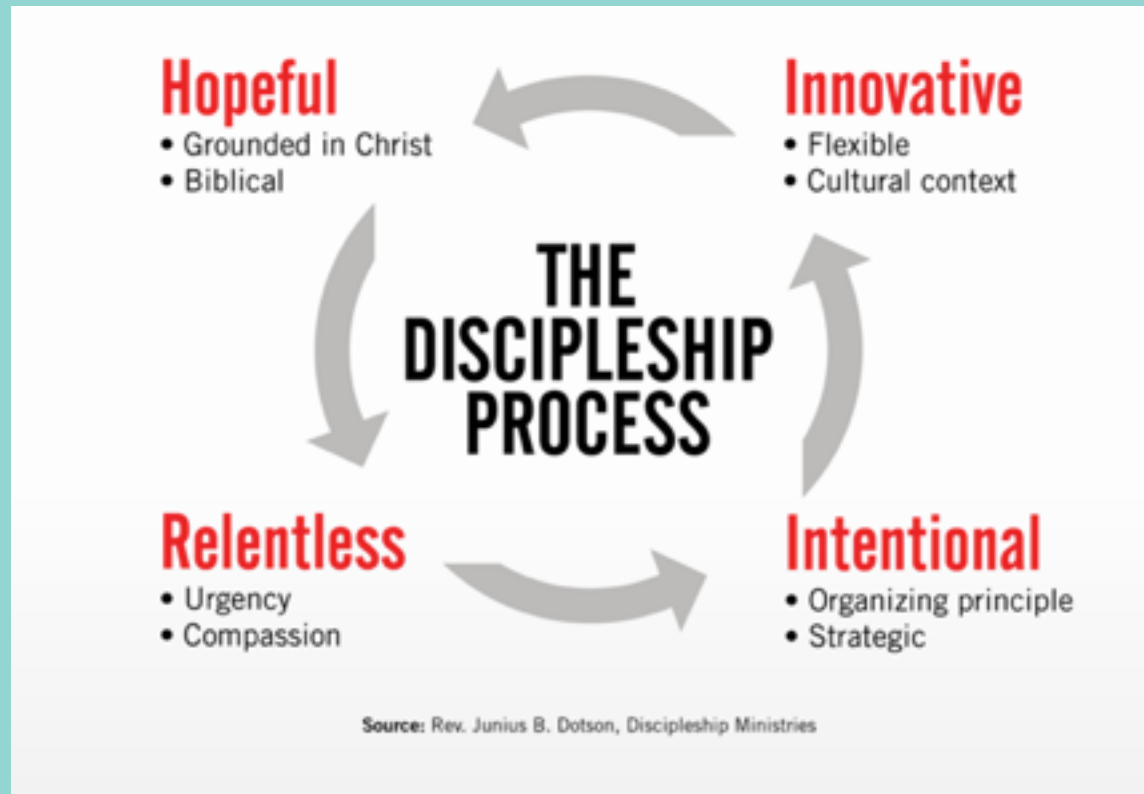 Hopeful
• Grounded in Christ
• Biblical
Innovative
• Flexible
• Cultural context
THE
DISCIPLESHIP
PROCESS
Relentless
• Urgency
• Compassion
Intentional
• Organizing principle
• Strategic
Source: Rev. Junius B. Dotson, Discipleship Ministries